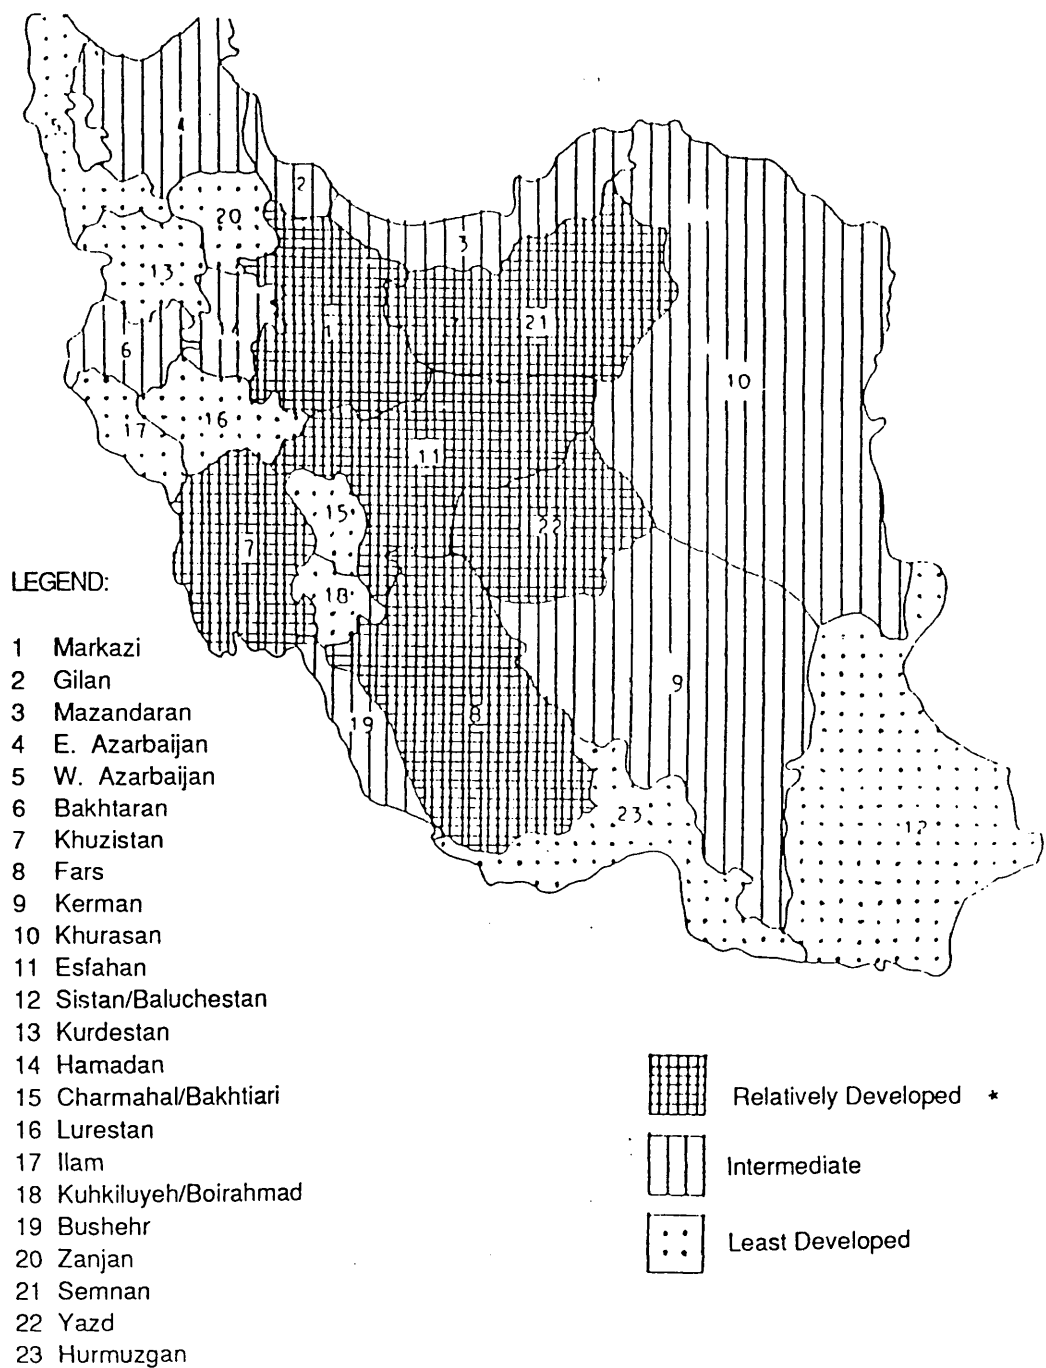 4
5
2
20
3
13
1
21
6
10
16
17
11
15
22
7
18
9
19
8
23
12
LEGEND:
1 Markazi
2 Gilan
3 Mazandaran
4 E. Azarbaijan
5 W. Azarbaijan
6 Bakhtaran
7 Khuzistan
8 Fars
9 Kerman
10 Khurasan
11 Esfahan
12 Sistan/Baluchestan
13 Kurdestan
14 Hamadan
15 Charmahal/Bakhtiari
16 Lurestan
17 Ilam
18 Kuhkiluyeh/Boirahmad
19 Bushehr
20 Zanjan
21 Semnan
22 Yazd
23 Hurmuzgan
Relatively Developed *
Intermediate
Least Developed